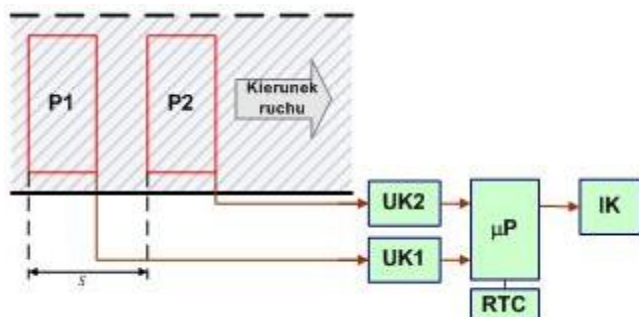 P1
P2
Kierunek
ruchu
UK2
μP
IK
UK1
RTC
s